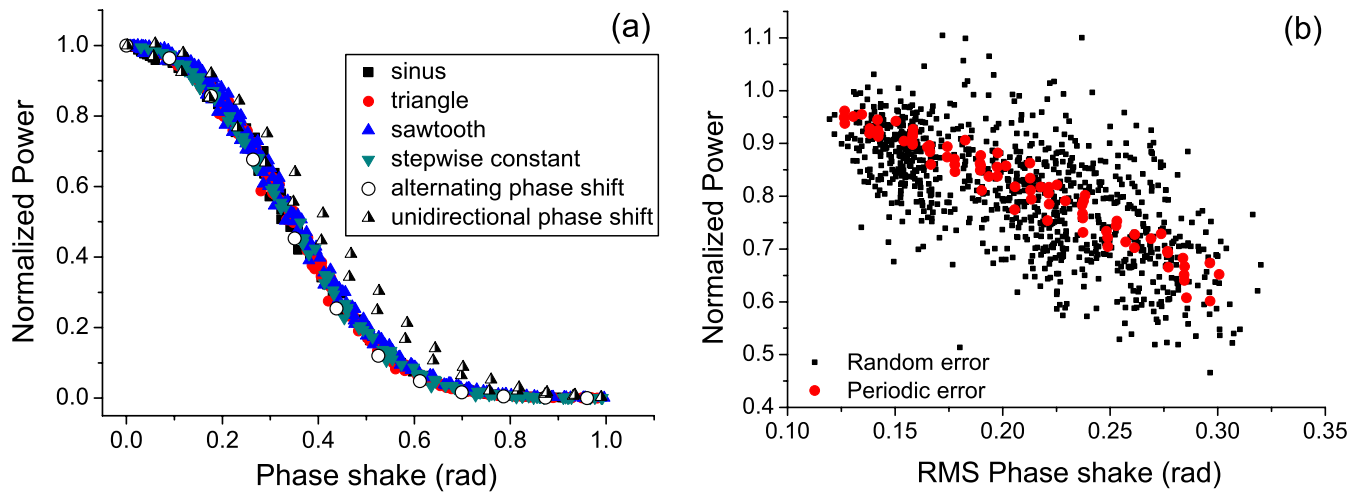 (a)
1.0
0.8
0.6
0.4
0.2
0.0
Normalized Power
sinus
triangle
sawtooth
stepwise constant
alternating phase shift
unidirectional phase shift
0.0 0.2 0.4 0.6 0.8 1.0
Phase shake (rad)
(b)
1.1
1.0
0.9
0.8
0.7
0.6
0.5
0.4
Normalized Power
Random error
Periodic error
0.10 0.15 0.20 0.25 0.30 0.35
RMS Phase shake (rad)